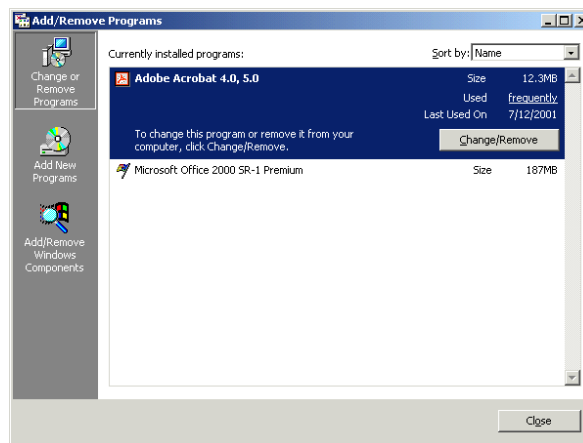 Add/Remove Programs
Change or
Remove
Programs
Add New
Programs
Add/Remove
Windows
Components
Currently installed programs:
Sort by: Name
Adobe Acrobat 4.0, 5.0
Size 12.3MB
Used frequently
Last Used On 7/12/2001
To change this program or remove it from your
computer, click Change/Remove.
Change/Remove
Microsoft Office 2000 SR-1 Premium
Size 187MB
Close